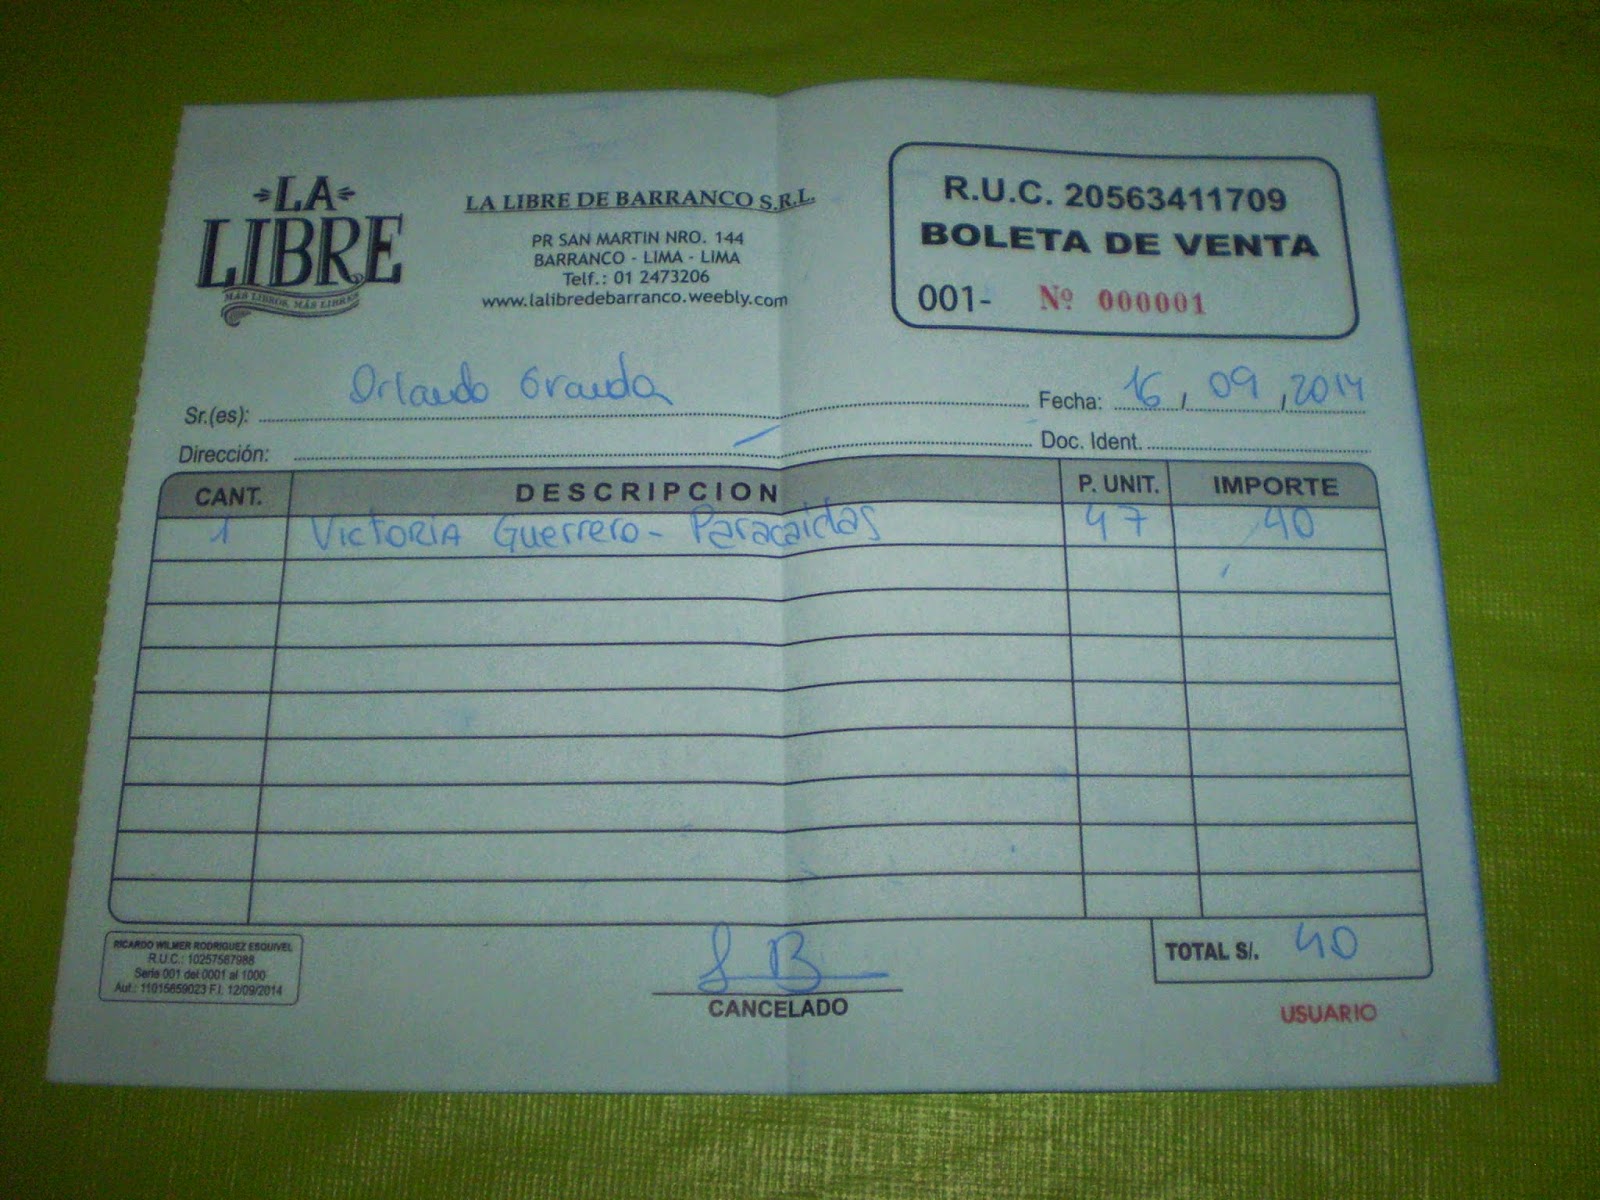 LA
LIBRE
MÁS LIBROS, MÁS LIBRES
LA LIBRE DE BARRANCO S.R.L.
PR SAN MARTIN NRO. 144
BARRANCO - LIMA - LIMA
Telf.: 01 2473206
www.lalibredebarranco.weebly.com
R.U.C. 20563411709
BOLETA DE VENTA
001- Nº 000001
Sr.(es): Orlando Granda Fecha: 16, 09, 2014
Dirección: Doc. Ident.
CANT. DESCRIPCION P. UNIT. IMPORTE
1 Victoria Guerrero - Paracaidas 47 40
RICARDO WILMER RODRIGUEZ ESQUIVEL
R.U.C.: 10257567988
Serie 001 del 0001 al 1000
Aut.: 11015659023 F.I. 12/09/2014
CANCELADO
TOTAL S/. 40
USUARIO